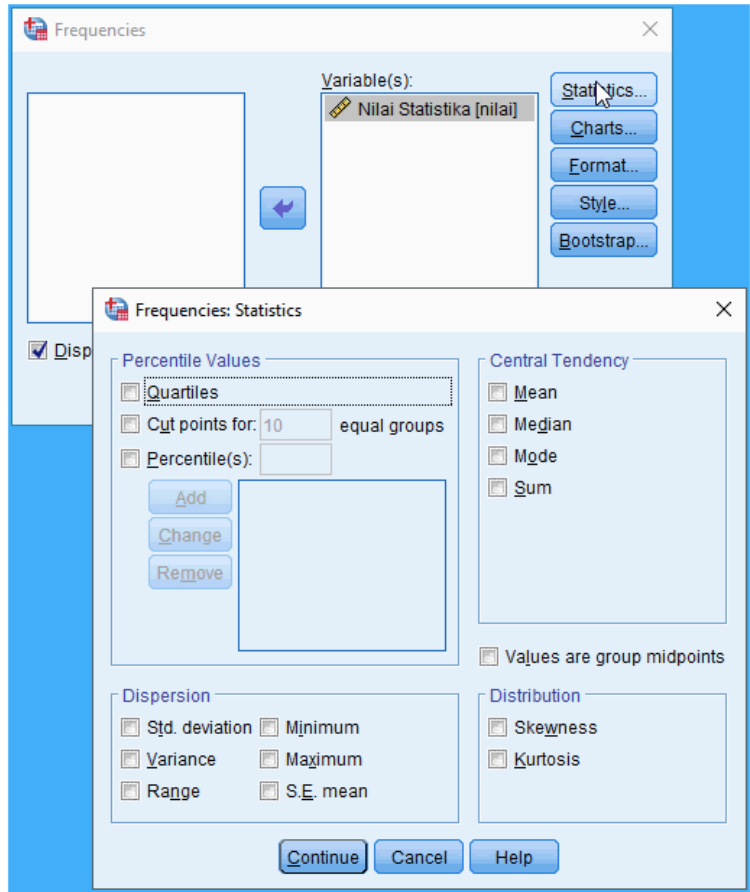 Frequencies
Variable(s):
Nilai Statistika [nilai]
Statistics...
Charts...
Format...
Style...
Bootstrap...
Disp
Frequencies: Statistics
Percentile Values
Quartiles
Cut points for: 10 equal groups
Percentile(s):
Add
Change
Remove
Central Tendency
Mean
Median
Mode
Sum
Values are group midpoints
Dispersion
Std. deviation Minimum
Variance Maximum
Range S.E. mean
Distribution
Skewness
Kurtosis
Continue Cancel Help